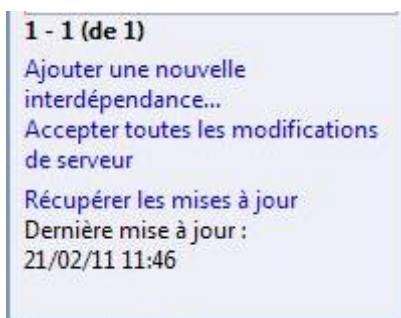 1 - 1 (de 1)
Ajouter une nouvelle
interdépendance...
Accepter toutes les modifications
de serveur
Récupérer les mises à jour
Dernière mise à jour :
21/02/11 11:46